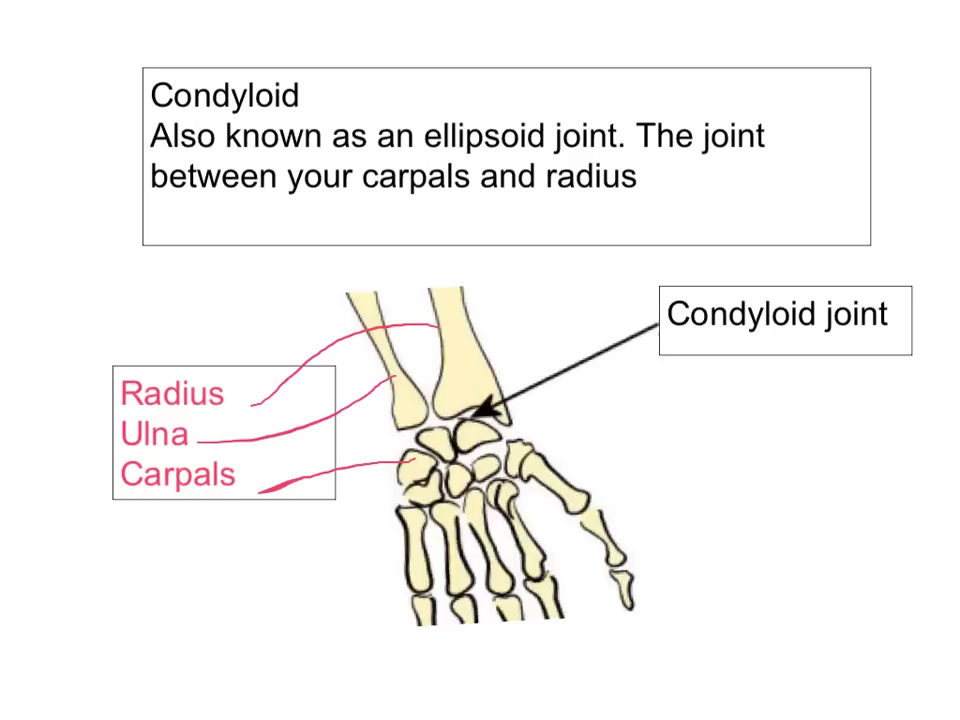 Condyloid
Also known as an ellipsoid joint. The joint
between your carpals and radius
Condyloid joint
Radius
Ulna
Carpals